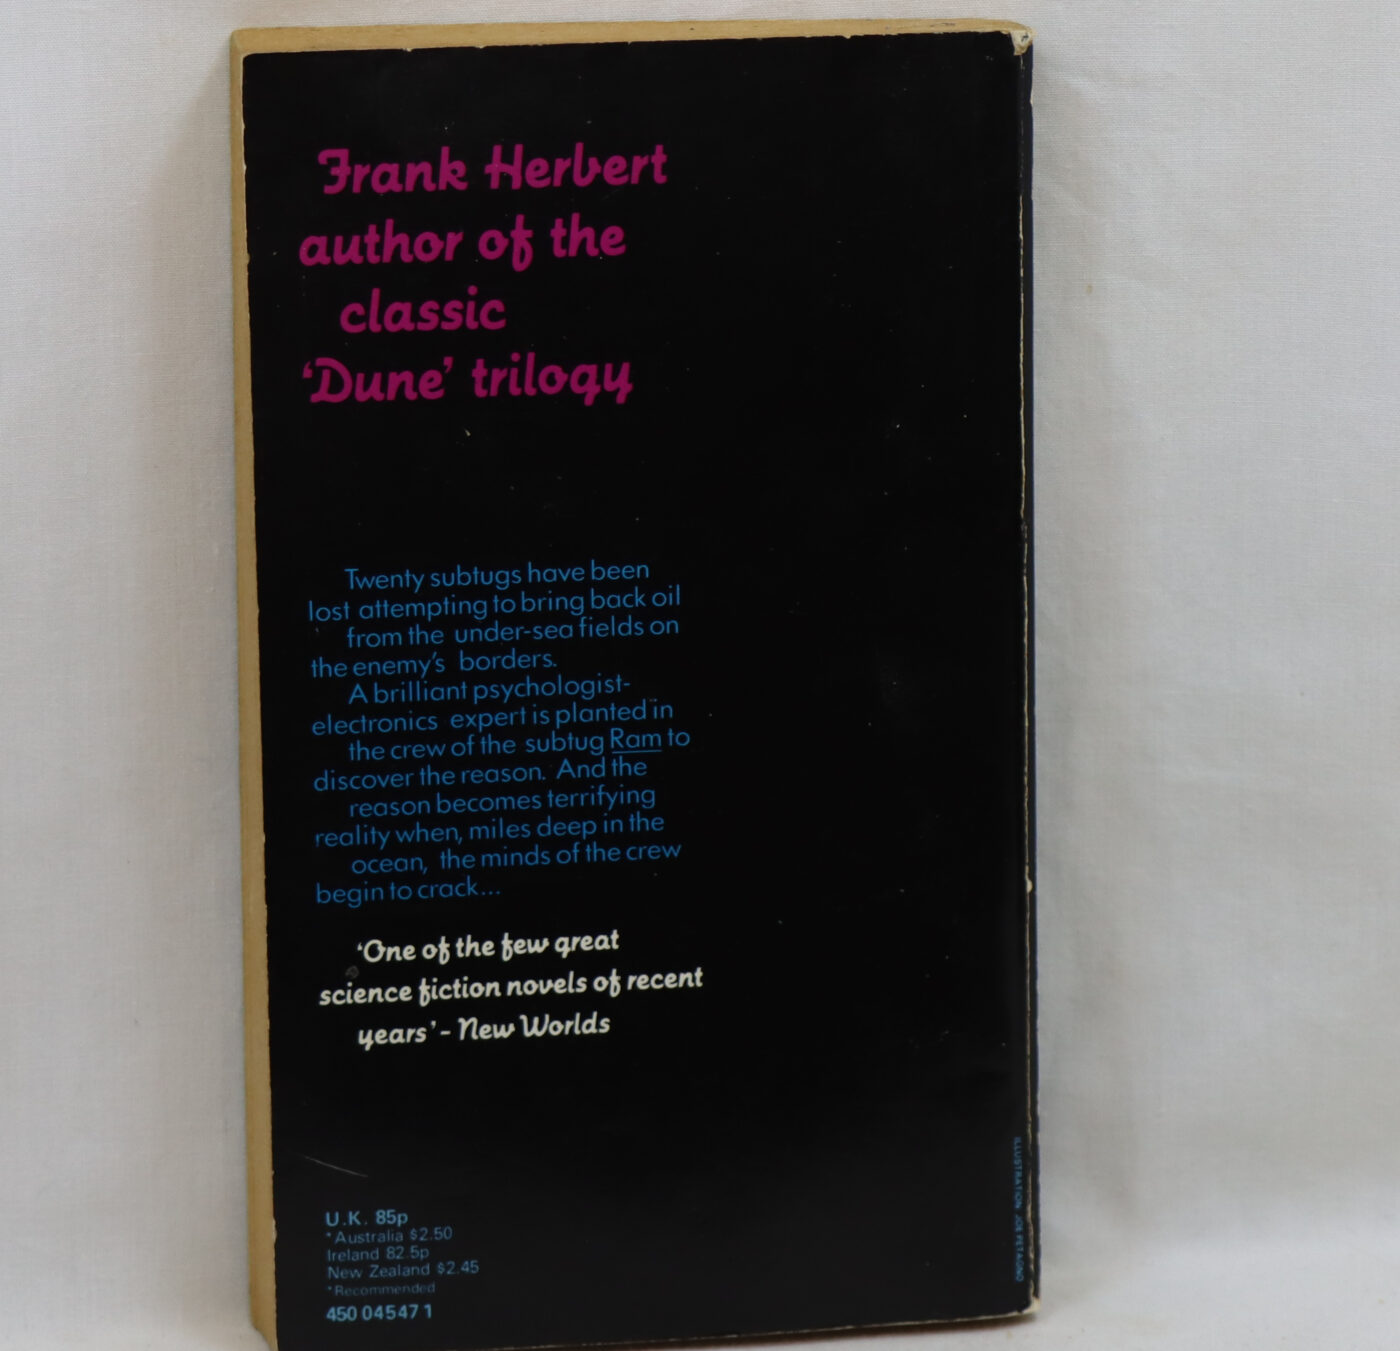 Frank Herbert
author of the
classic
‘Dune’ trilogy
Twenty subtugs have been
lost attempting to bring back oil
from the under-sea fields on
the enemy’s borders.
A brilliant psychologist-
electronics expert is planted in
the crew of the subtug Ram to
discover the reason. And the
reason becomes terrifying
reality when, miles deep in the
ocean, the minds of the crew
begin to crack...
‘One of the few great
science fiction novels of recent
years’ - New Worlds
U.K. 85p
*Australia $2.50
Ireland 82.5p
New Zealand $2.45
*Recommended
450 04547 1
ILLUSTRATION JOE PETAGNO